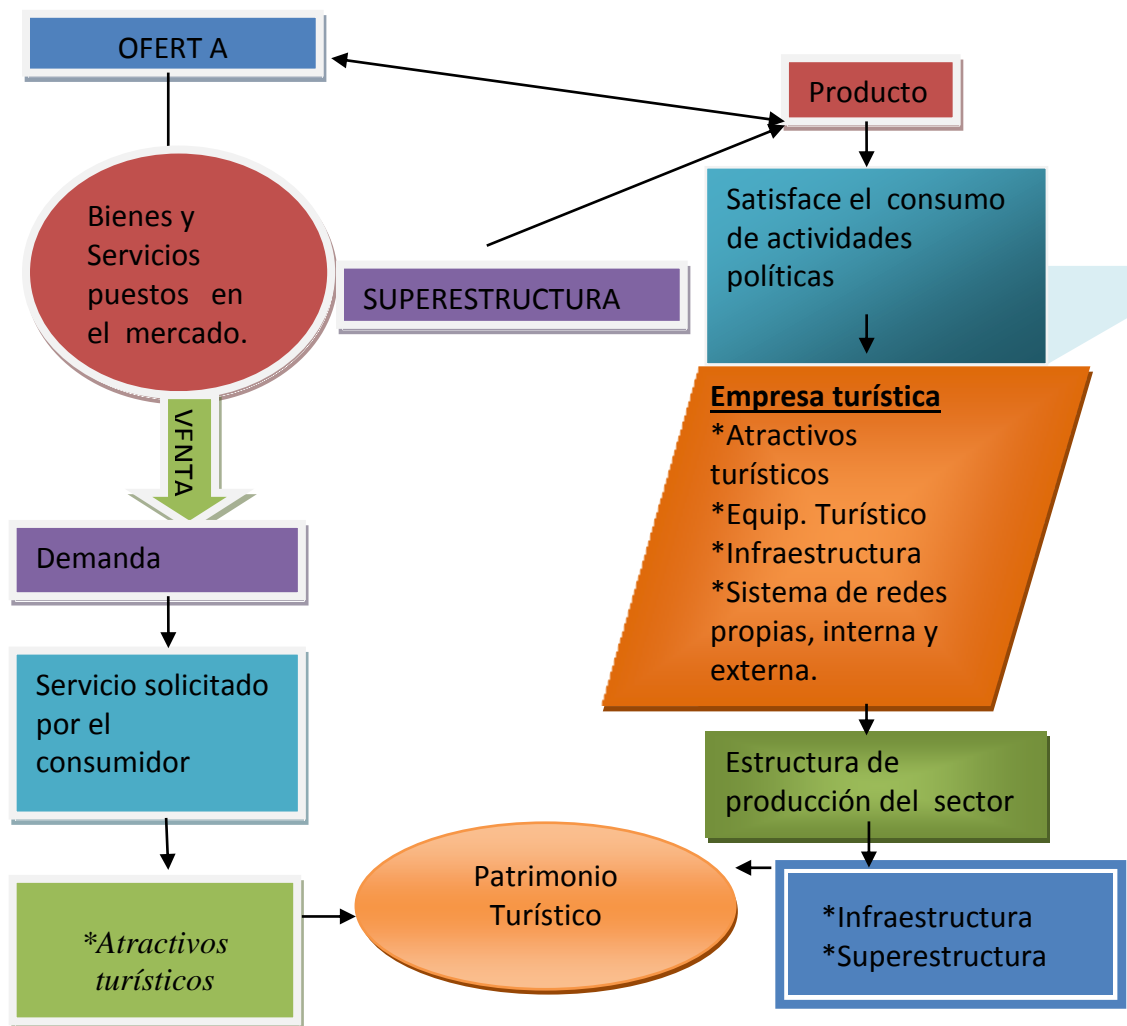 OFERT A
Producto
Bienes y
Servicios
puestos en
el mercado.
SUPERESTRUCTURA
Satisface el consumo
de actividades
políticas
VENTA
Empresa turística
*Atractivos
turísticos
*Equip. Turístico
*Infraestructura
*Sistema de redes
propias, interna y
externa.
Demanda
Servicio solicitado
por el
consumidor
Estructura de
producción del sector
*Atractivos
turísticos
Patrimonio
Turístico
*Infraestructura
*Superestructura